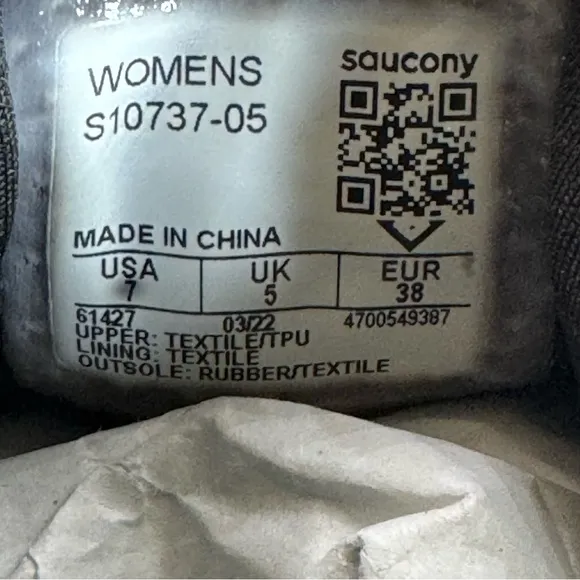 WOMENS
S10737-05
saucony
MADE IN CHINA
USA UK EUR
7 5 38
61427 03/22 4700549387
UPPER: TEXTILE/TPU
LINING: TEXTILE
OUTSOLE: RUBBER/TEXTILE